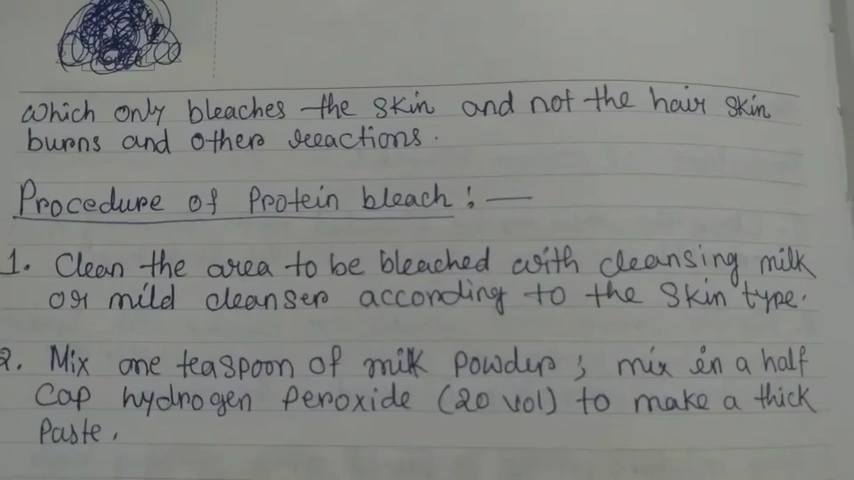 which only bleaches the skin and not the hair skin
burns and other reactions.
Procedure of Protein bleach : —
1. Clean the area to be bleached with cleansing milk
or mild cleanser according to the skin type.
2. Mix one teaspoon of milk powder ; mix in a half
Cap hydrogen peroxide (20 vol) to make a thick
Paste.